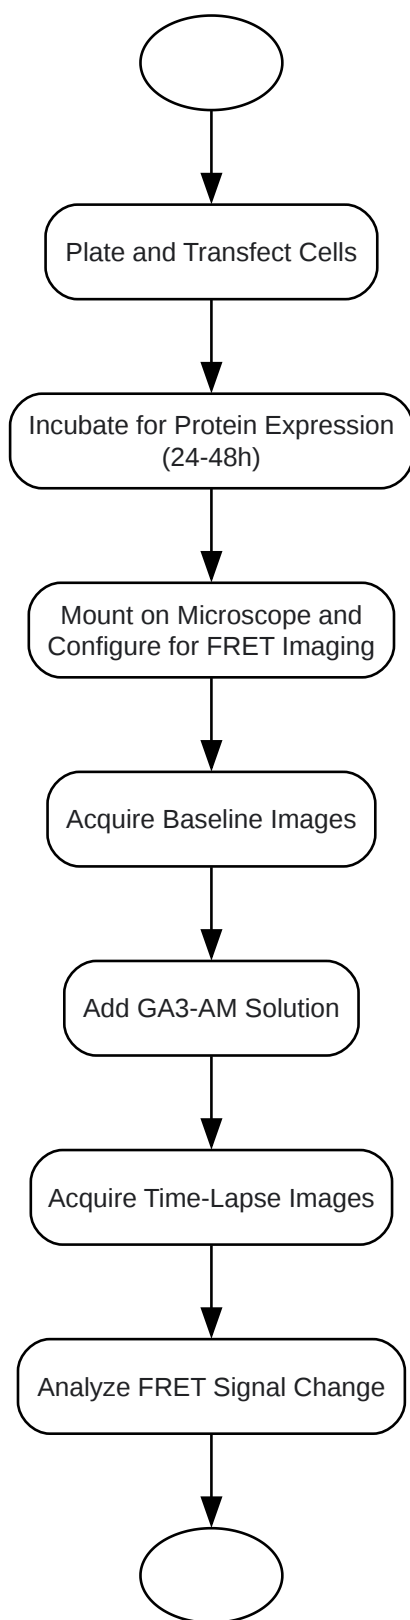 Plate and Transfect Cells
Incubate for Protein Expression
(24-48h)
Mount on Microscope and
Configure for FRET Imaging
Acquire Baseline Images
Add GA3-AM Solution
Acquire Time-Lapse Images
Analyze FRET Signal Change